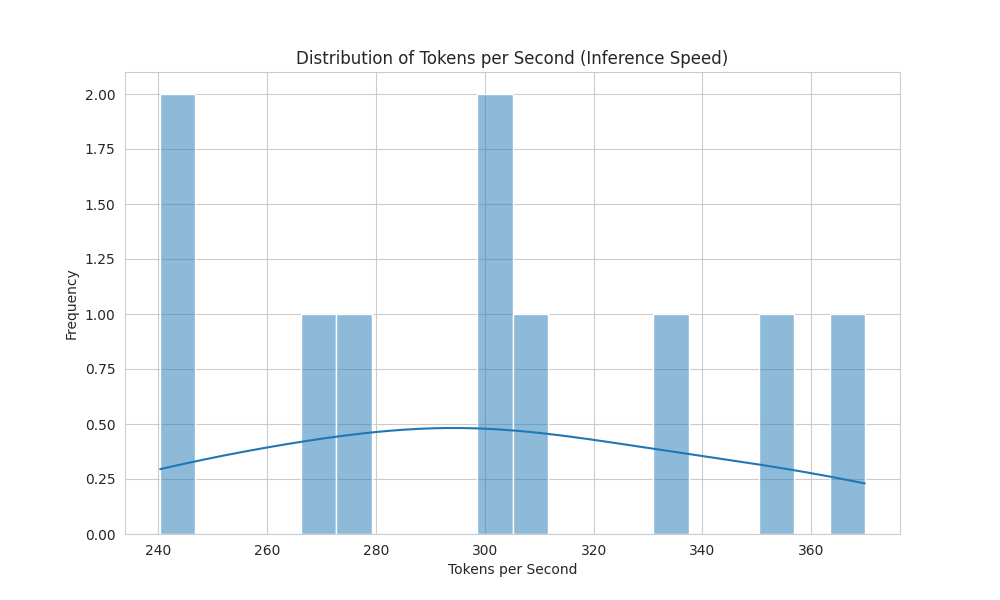 Distribution of Tokens per Second (Inference Speed)
2.00
1.75
1.50
1.25
1.00
0.75
0.50
0.25
0.00
Frequency
240 260 280 300 320 340 360
Tokens per Second